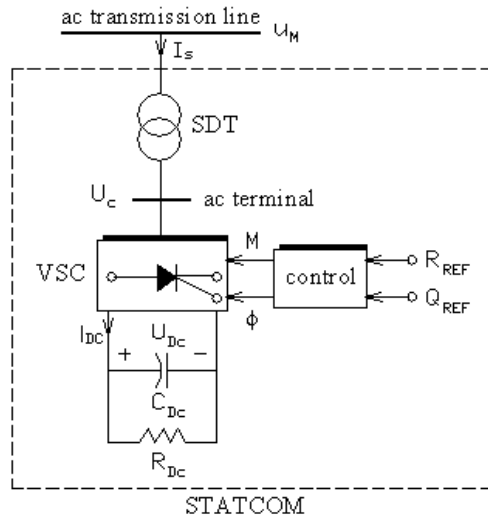 ac transmission line
u_M
I_s
SDT
U_c
ac terminal
VSC
M
control
R_REF
Q_REF
ϕ
I_DC
+ U_Dc −
C_Dc
R_Dc
STATCOM